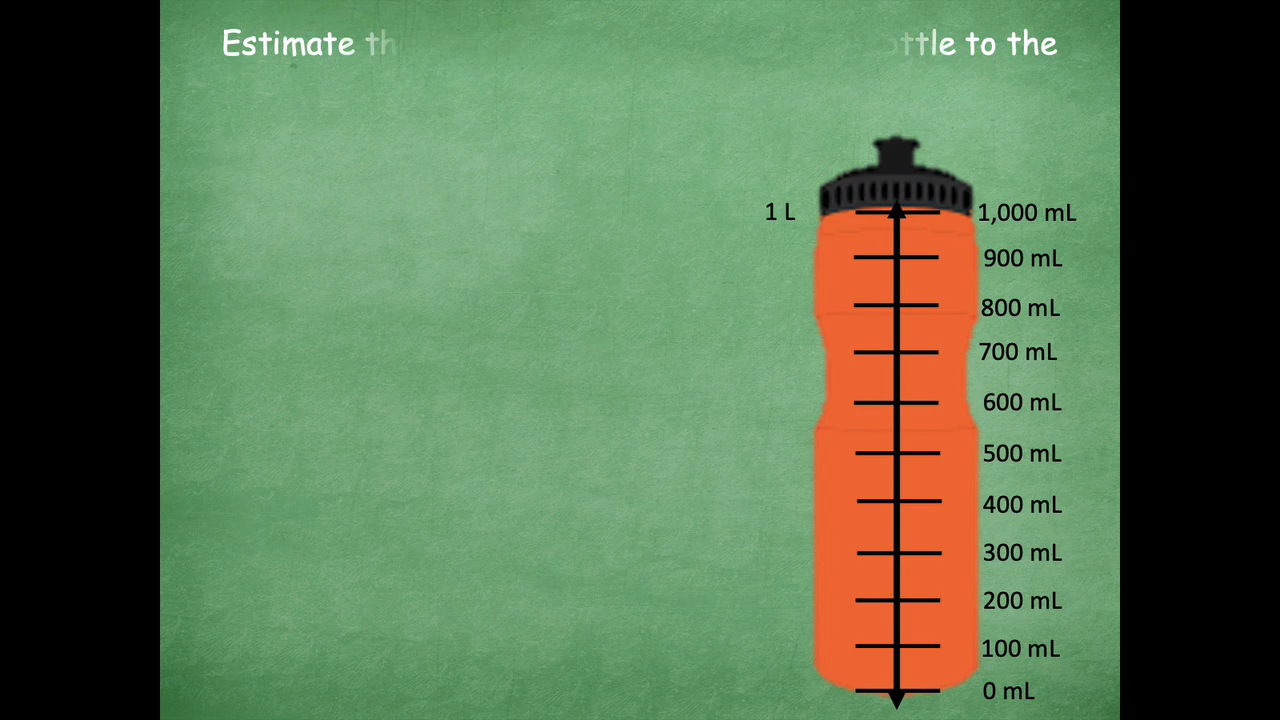 Estimate th ttle to the
1 L 1,000 mL
900 mL
800 mL
700 mL
600 mL
500 mL
400 mL
300 mL
200 mL
100 mL
0 mL